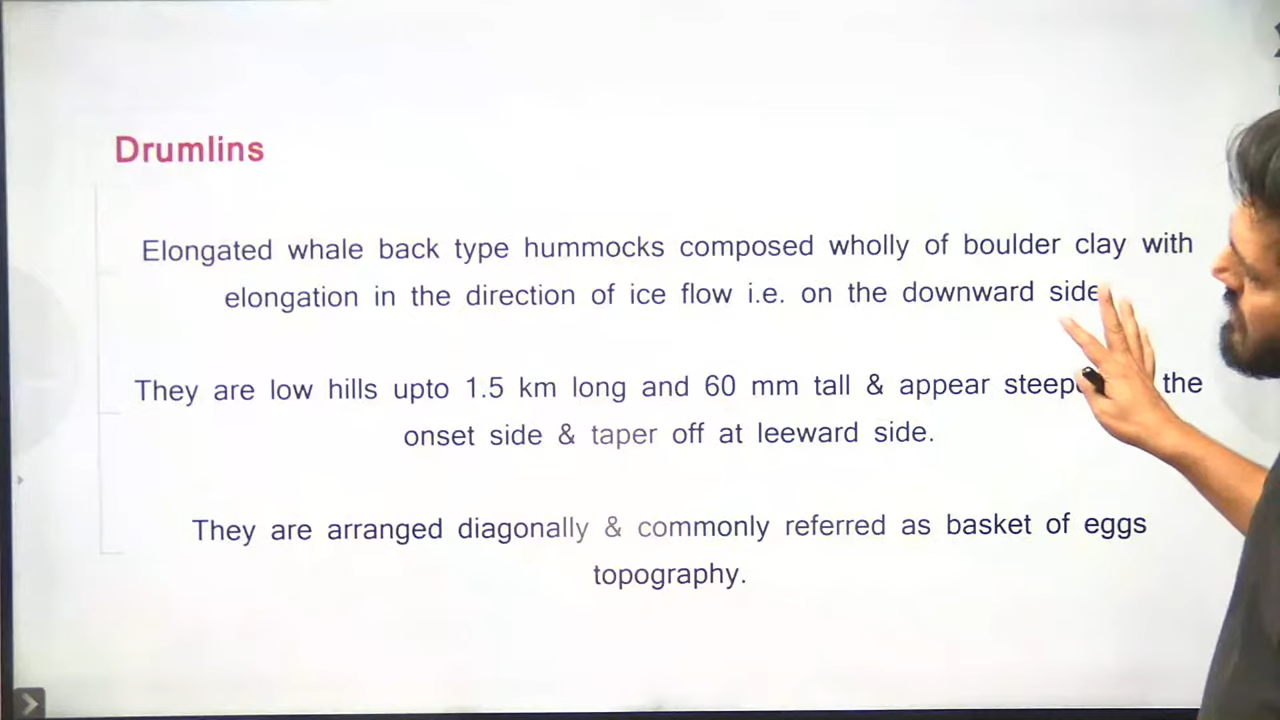 Drumlins
Elongated whale back type hummocks composed wholly of boulder clay with
elongation in the direction of ice flow i.e. on the downward side
They are low hills upto 1.5 km long and 60 mm tall & appear the
onset side & taper off at leeward side.
They are arranged diagonally & commonly referred as basket of eggs
topography.